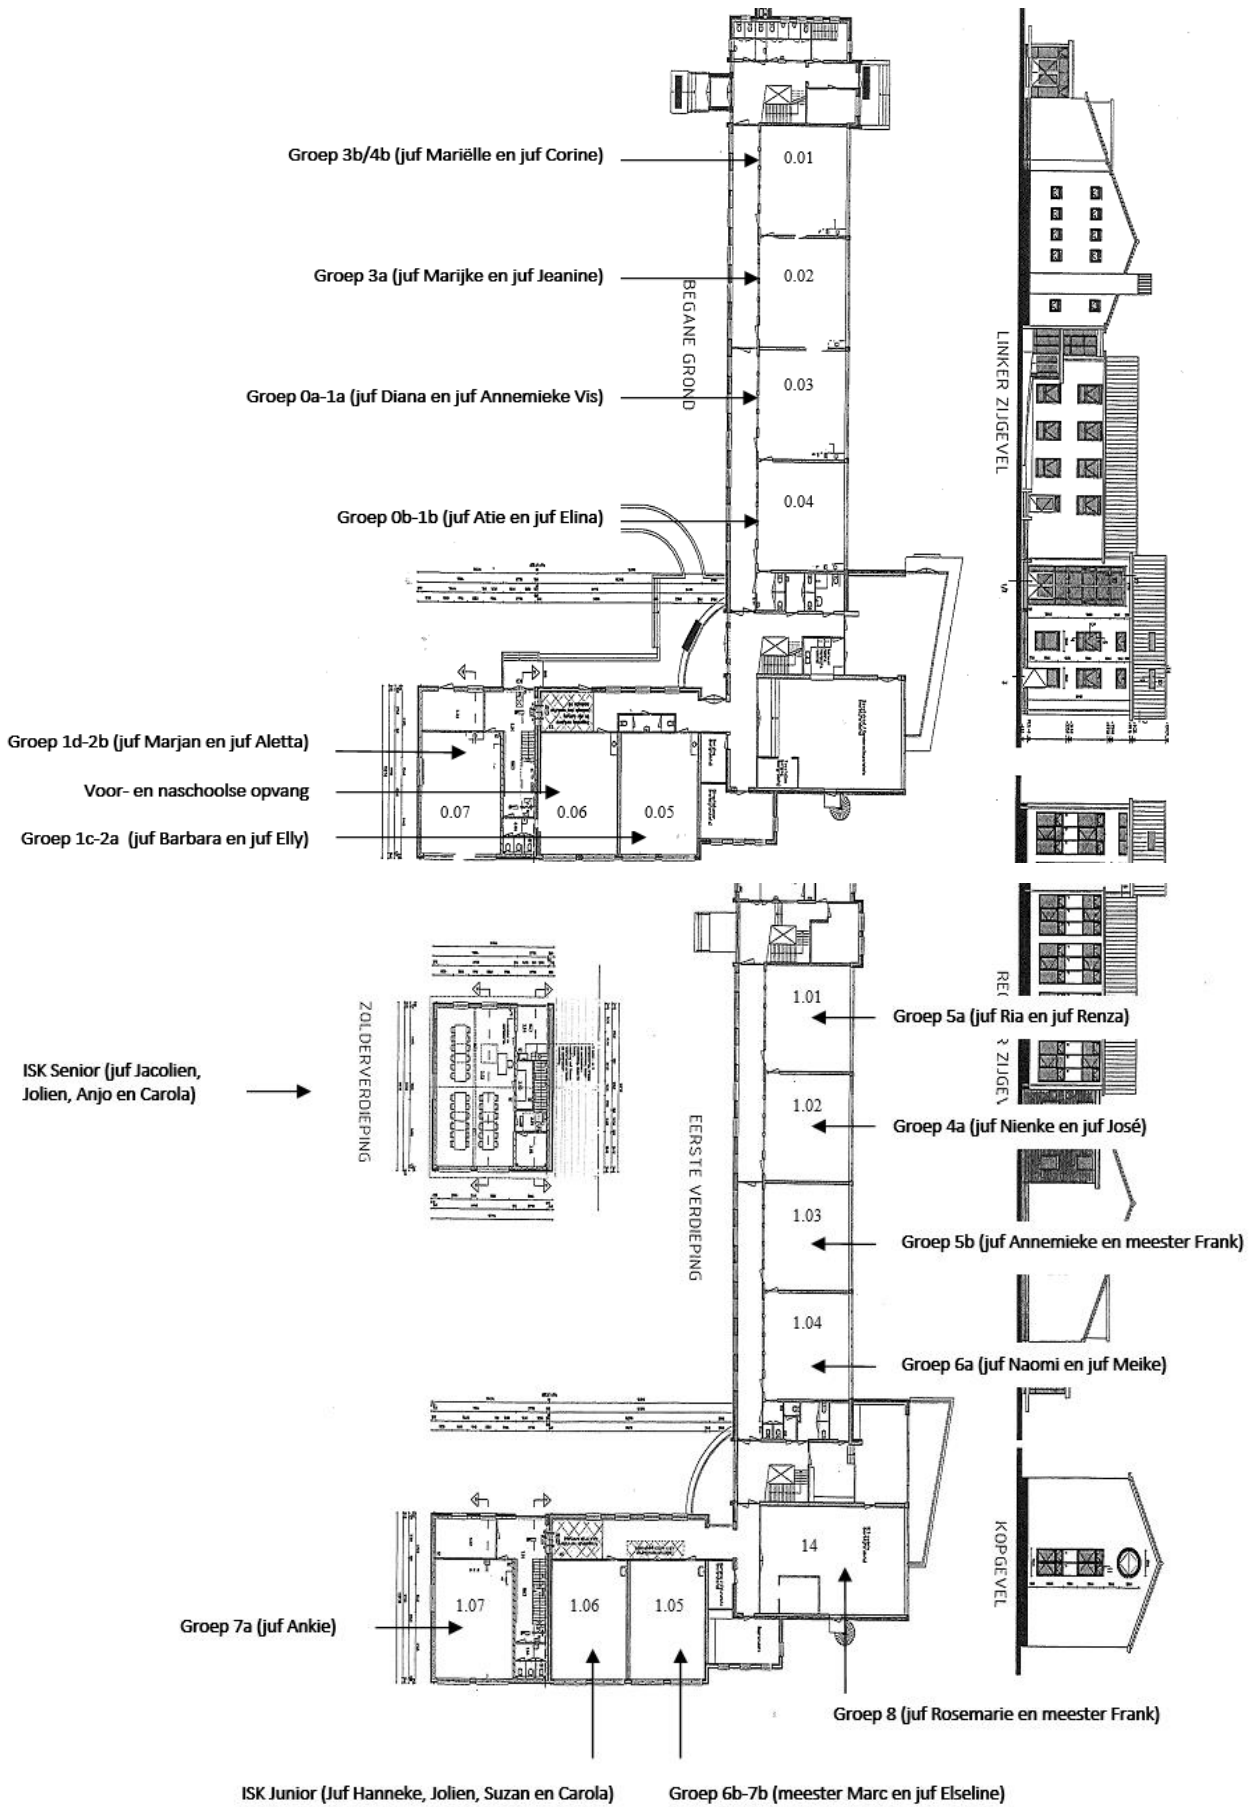 Groep 3b/4b (juf Mariëlle en juf Corine)
0.01
Groep 3a (juf Marijke en juf Jeanine)
0.02
BEGANE GROND
LINKER ZIJGEVEL
Groep 0a-1a (juf Diana en juf Annemieke Vis)
0.03
Groep 0b-1b (juf Atie en juf Elina)
0.04
Groep 1d-2b (juf Marjan en juf Aletta)
Voor- en naschoolse opvang
Groep 1c-2a (juf Barbara en juf Elly)
0.07
0.06
0.05
ZOLDERVERDIEPING
ISK Senior (juf Jacolien,
Jolien, Anjo en Carola)
EERSTE VERDIEPING
1.01
Groep 5a (juf Ria en juf Renza)
1.02
Groep 4a (juf Nienke en juf José)
1.03
Groep 5b (juf Annemieke en meester Frank)
1.04
Groep 6a (juf Naomi en juf Meike)
KOPGEVEL
14
1.07
1.06
1.05
Groep 7a (juf Ankie)
Groep 8 (juf Rosemarie en meester Frank)
ISK Junior (Juf Hanneke, Jolien, Suzan en Carola)
Groep 6b-7b (meester Marc en juf Elseline)